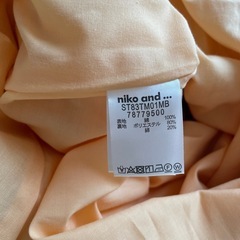 niko and ...
ST83TM01MB
78779500
表地 綿 100%
裏地 ポリエステル 80%
綿 20%